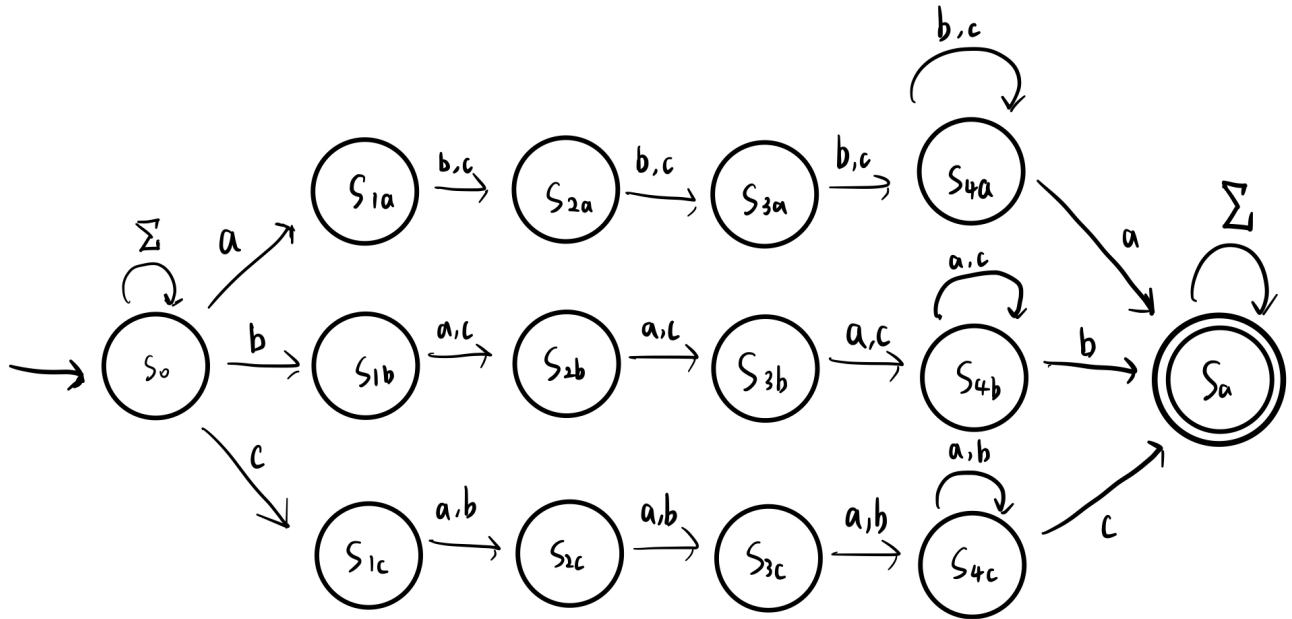 b,c
b,c b,c b,c
S1a S2a S3a S4a
Σ a a Σ
a,c
b a,c a,c a,c b
S0 S1b S2b S3b S4b Sa
c a,b a,b a,b a,b c
S1c S2c S3c S4c